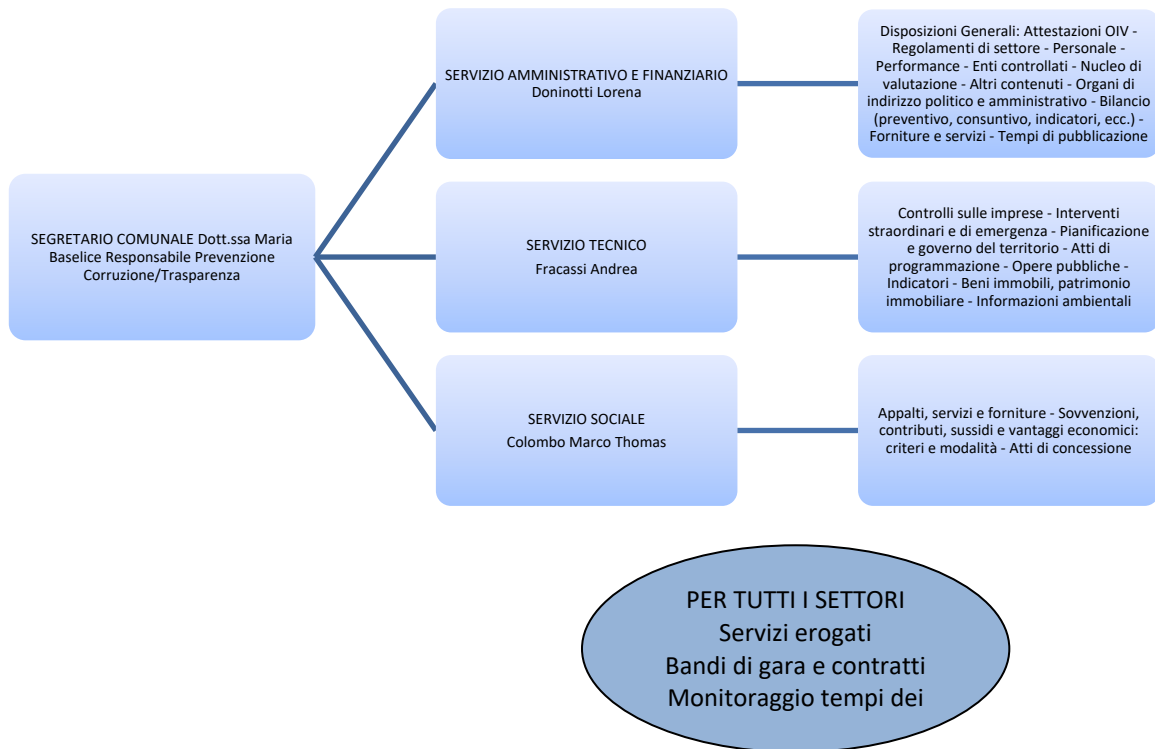 SEGRETARIO COMUNALE Dott.ssa Maria
Baselice Responsabile Prevenzione
Corruzione/Trasparenza
SERVIZIO AMMINISTRATIVO E FINANZIARIO
Doninotti Lorena
Disposizioni Generali: Attestazioni OIV -
Regolamenti di settore - Personale -
Performance - Enti controllati - Nucleo di
valutazione - Altri contenuti - Organi di
indirizzo politico e amministrativo - Bilancio
(preventivo, consuntivo, indicatori, ecc.) -
Forniture e servizi - Tempi di pubblicazione
SERVIZIO TECNICO
Fracassi Andrea
Controlli sulle imprese - Interventi
straordinari e di emergenza - Pianificazione
e governo del territorio - Atti di
programmazione - Opere pubbliche -
Indicatori - Beni immobili, patrimonio
immobiliare - Informazioni ambientali
SERVIZIO SOCIALE
Colombo Marco Thomas
Appalti, servizi e forniture - Sovvenzioni,
contributi, sussidi e vantaggi economici:
criteri e modalità - Atti di concessione
PER TUTTI I SETTORI
Servizi erogati
Bandi di gara e contratti
Monitoraggio tempi dei